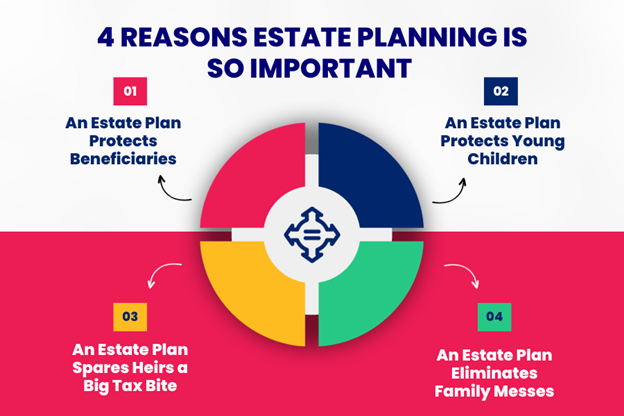 4 REASONS ESTATE PLANNING IS
SO IMPORTANT
01
An Estate Plan
Protects
Beneficiaries
02
An Estate Plan
Protects Young
Children
03
An Estate Plan
Spares Heirs a
Big Tax Bite
04
An Estate Plan
Eliminates
Family Messes